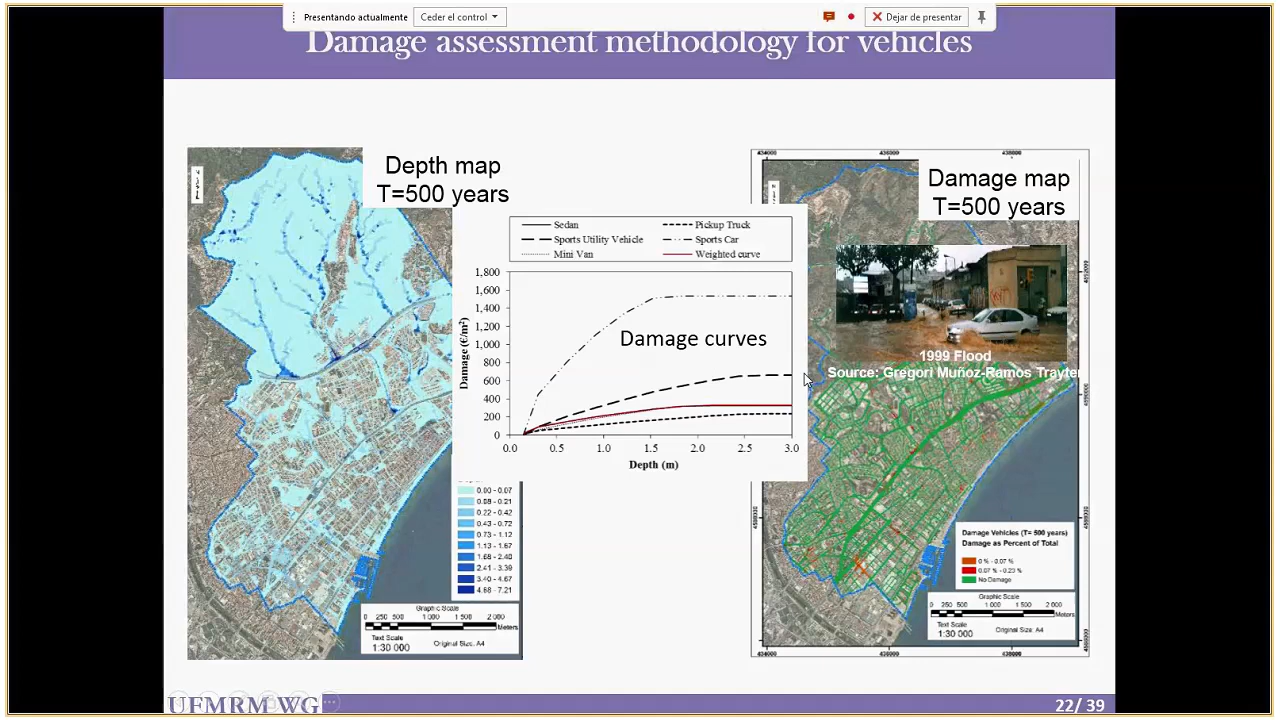 Presentando actualmente
Ceder el control
Dejar de presentar
Damage assessment methodology for vehicles
Depth map
T=500 years
0.00 - 0.07
0.08 - 0.21
0.22 - 0.42
0.43 - 0.72
0.73 - 1.12
1.13 - 1.67
1.68 - 2.40
2.41 - 3.39
3.40 - 4.67
4.68 - 7.21
Graphic Scale
0 250 500 1 000 1 500 2 000
Meters
Text Scale
1:30 000
Original Size: A4
Sedan
Pickup Truck
Sports Utility Vehicle
Sports Car
Mini Van
Weighted curve
1,800
1,600
1,400
1,200
1,000
800
600
400
200
0
Damage (€/m²)
0.0 0.5 1.0 1.5 2.0 2.5 3.0
Depth (m)
Damage curves
434000 436000 438000
Damage map
T=500 years
1999 Flood
Source: Gregori Muñoz-Ramos Trayter
Damage Vehicles (T= 500 years)
Damage as Percent of Total
0 % - 0.07 %
0.07 % - 0.23 %
No Damage
Graphic Scale
0 250 500 1 000 1 500 2 000
Meters
Text Scale
1:30 000
Original Size: A4
434000 436000 438000
UFMRM WG
22/ 39